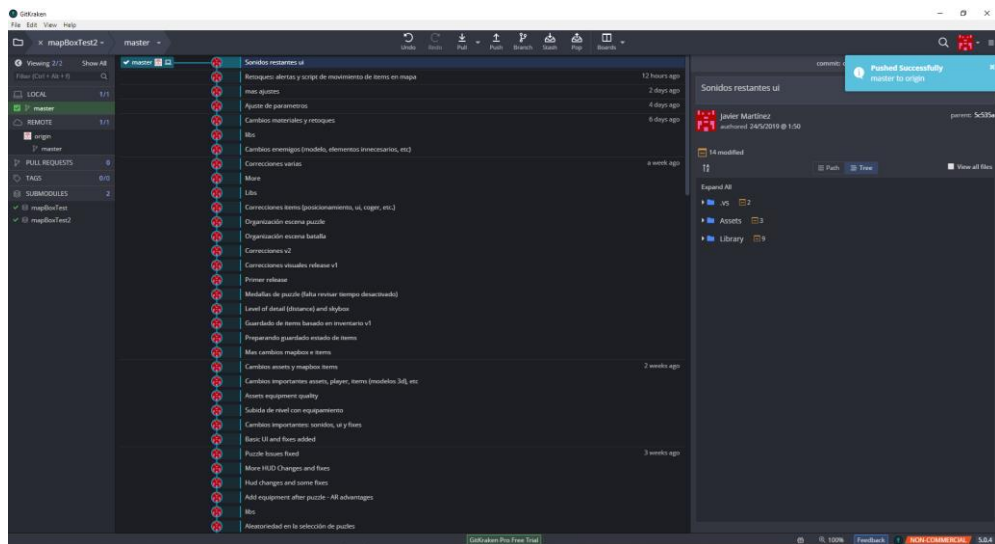 GitKraken
File Edit View Help
mapBoxTest2
master
Undo Redo Pull Push Branch Stash Pop Boards
Viewing 2/2 Show All
Filter (Ctrl + Alt + f)
LOCAL 1/1
master
REMOTE 1/1
origin
master
PULL REQUESTS 0
TAGS 0/0
SUBMODULES 2
mapBoxTest
mapBoxTest2
master
Sonidos restantes ui
Retoques: alertas y script de movimiento de items en mapa 12 hours ago
mas ajustes 2 days ago
Ajuste de parametros 4 days ago
Cambios materiales y retoques 6 days ago
libs
Cambios enemigos (modelo, elementos innecesarios, etc)
Correcciones varias a week ago
More
Libs
Correcciones items (posicionamiento, ui, coger, etc.)
Organización escena puzzle
Organización escena batalla
Correcciones v2
Correcciones visuales release v1
Primer release
Medallas de puzzle (falta revisar tiempo desactivado)
Level of detail (distance) and skybox
Guardado de items basado en inventario v1
Preparando guardado estado de items
Mas cambios mapbox e items
Cambios assets y mapbox items 2 weeks ago
Cambios importantes assets, player, items (modelos 3d), etc
Assets equipment quality
Subida de nivel con equipamiento
Cambios importantes: sonidos, ui y fixes
Basic UI and fixes added
Puzzle Issues fixed 3 weeks ago
More HUD Changes and fixes
Hud changes and some fixes
Add equipment after puzzle - AR advantages
libs
Aleatoriedad en la selección de puzles
commit:
Pushed Successfully
master to origin
Sonidos restantes ui
Javier Martínez
authored 24/5/2019 @ 1:50
parent: 5c535e
14 modified
Path Tree View all files
Expand All
.vs 2
Assets 3
Library 9
GitKraken Pro Free Trial
100% Feedback NON-COMMERCIAL 5.0.4